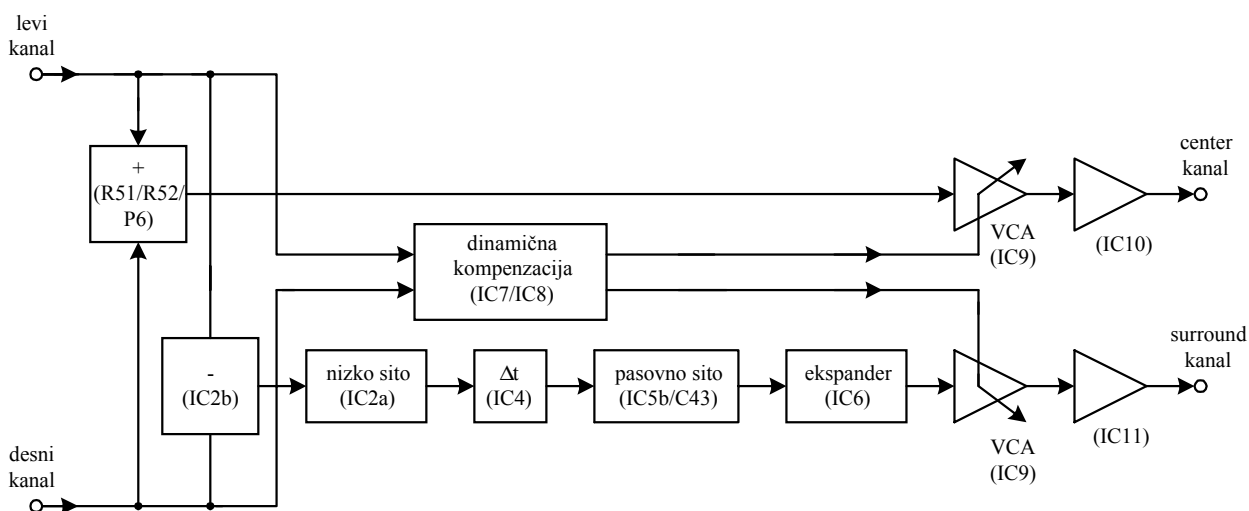 levi
kanal
+
(R51/R52/
P6)
center
kanal
VCA
(IC9)
(IC10)
dinamična
kompenzacija
(IC7/IC8)
-
(IC2b)
nizko sito
(IC2a)
Δt
(IC4)
pasovno sito
(IC5b/C43)
ekspander
(IC6)
surround
kanal
VCA
(IC9)
(IC11)
desni
kanal